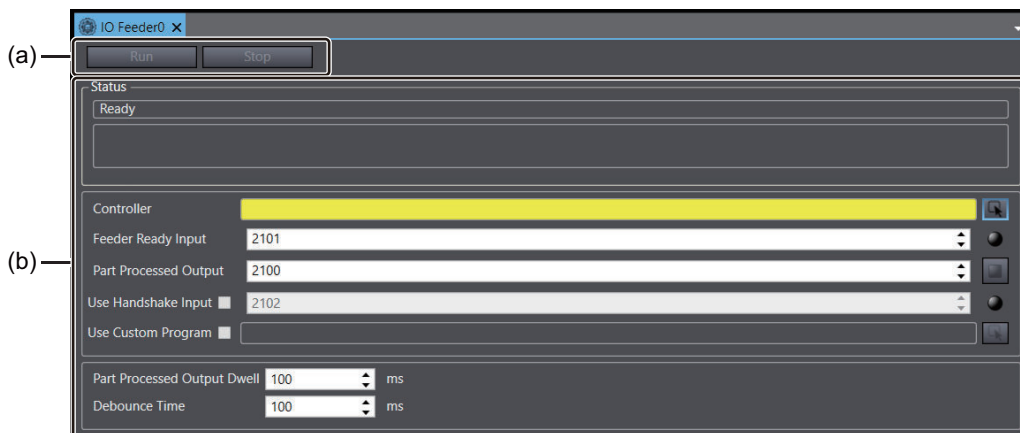 IO Feeder0 X
(a)
Run Stop
Status
Ready
(b)
Controller
Feeder Ready Input 2101
Part Processed Output 2100
Use Handshake Input 2102
Use Custom Program
Part Processed Output Dwell 100 ms
Debounce Time 100 ms